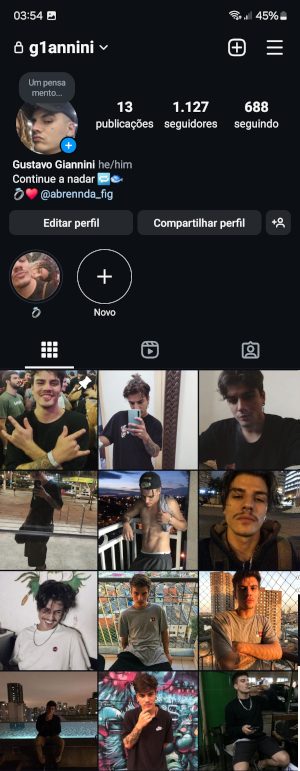 03:54
45%
g1annini
Um pensa
mento...
13
1.127
688
publicações
seguidores
seguindo
Gustavo Giannini he/him
Continue a nadar 🔁🐟
💍❤️ @abrennda_fig
Editar perfil
Compartilhar perfil
💍
Novo